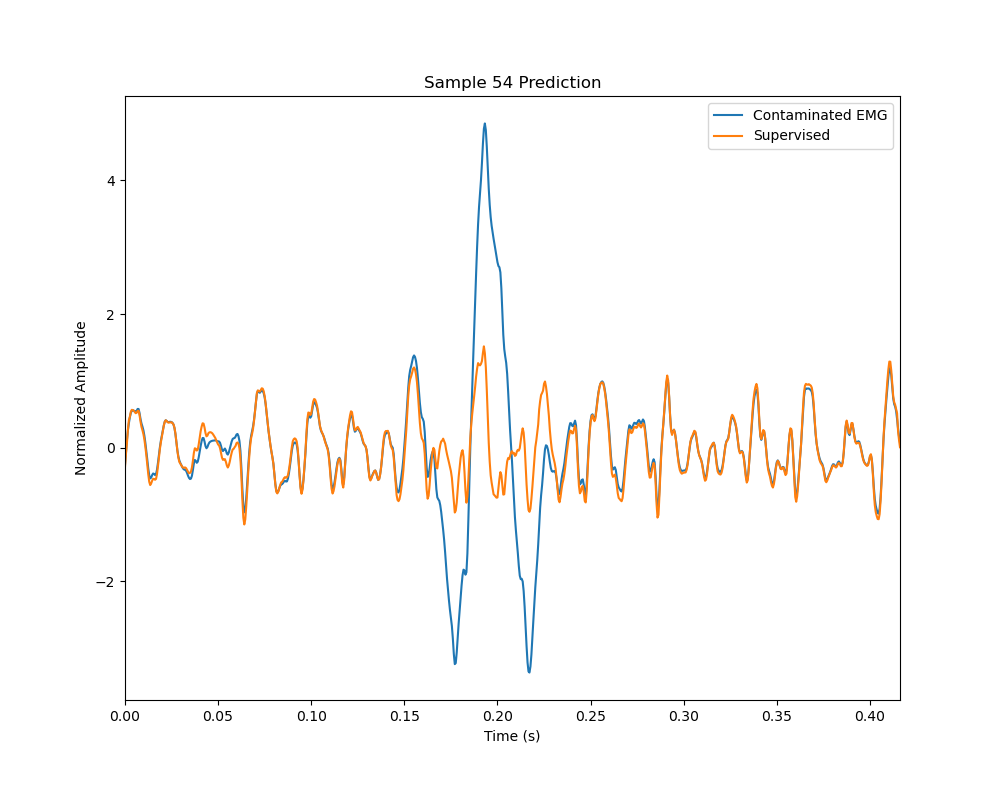 Sample 54 Prediction
Contaminated EMG
Supervised
Normalized Amplitude
4
2
0
−2
0.00 0.05 0.10 0.15 0.20 0.25 0.30 0.35 0.40
Time (s)